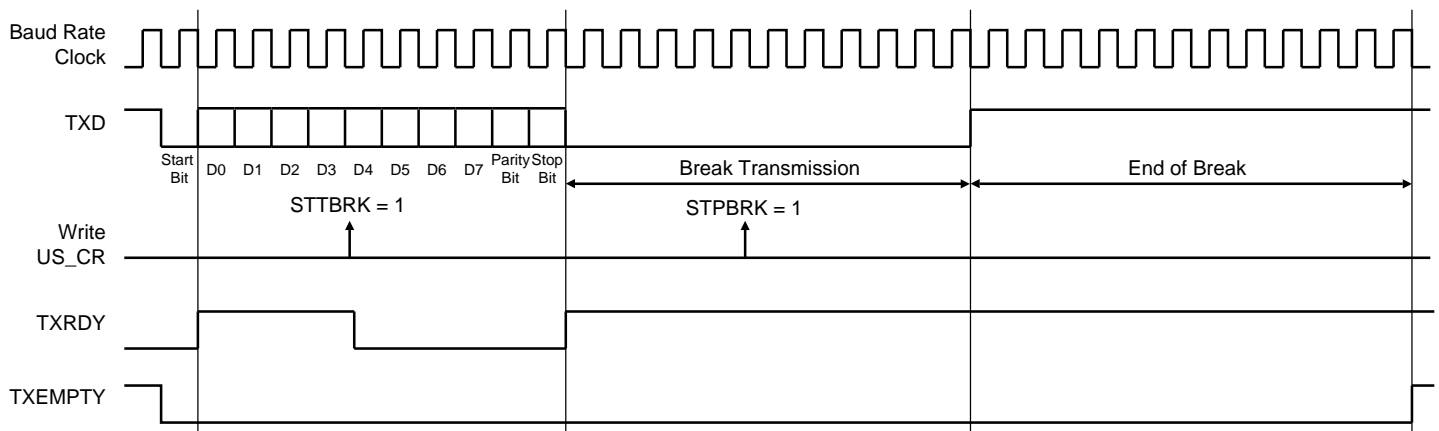 Baud Rate
Clock
TXD
Start
Bit
D0
D1
D2
D3
D4
D5
D6
D7
Parity
Bit
Stop
Bit
Break Transmission
End of Break
STTBRK = 1
STPBRK = 1
Write
US_CR
TXRDY
TXEMPTY